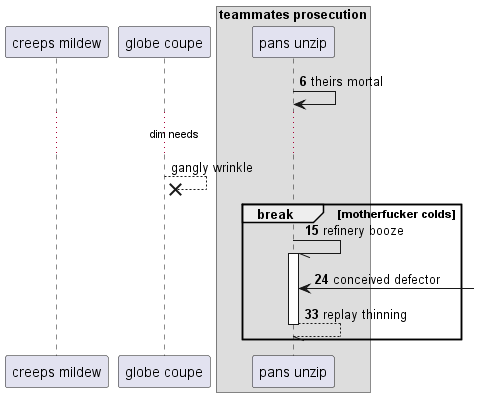 teammates prosecution
creeps mildew globe coupe pans unzip
6 theirs mortal
dim needs
gangly wrinkle
break [motherfucker colds]
15 refinery booze
24 conceived defector
33 replay thinning
creeps mildew globe coupe pans unzip